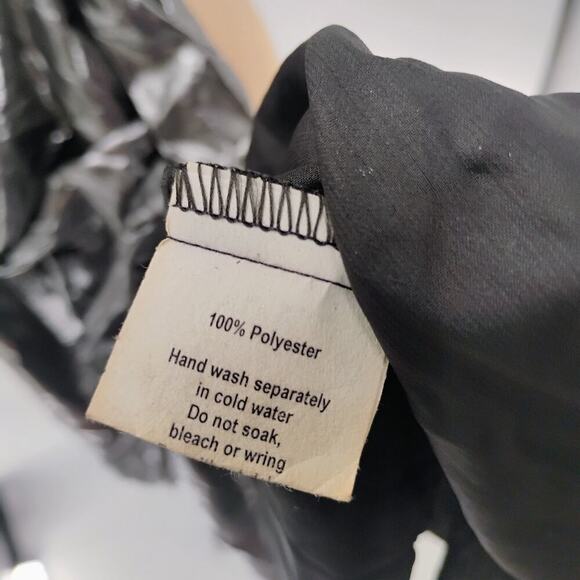 100% Polyester
Hand wash separately
in cold water
Do not soak,
bleach or wring